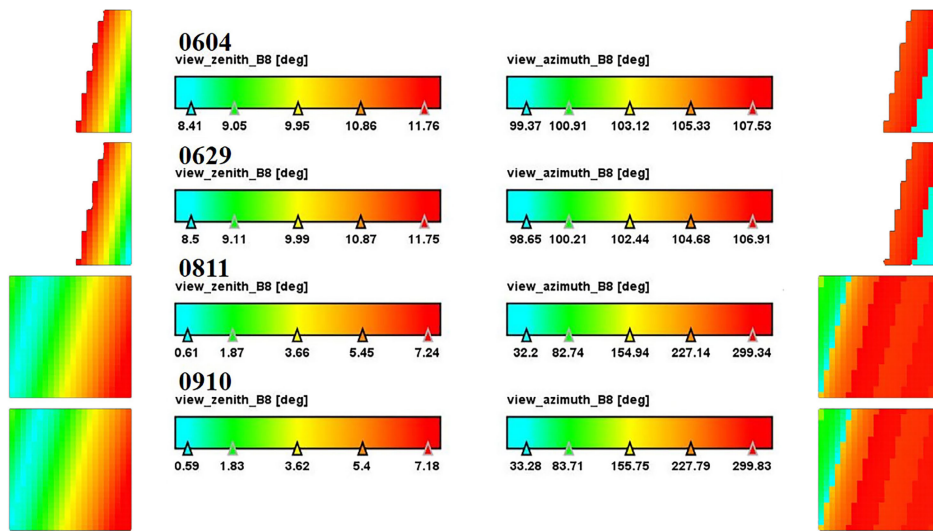 0604
view_zenith_B8 [deg] view_azimuth_B8 [deg]
8.41 9.05 9.95 10.86 11.76 99.37 100.91 103.12 105.33 107.53
0629
view_zenith_B8 [deg] view_azimuth_B8 [deg]
8.5 9.11 9.99 10.87 11.75 98.65 100.21 102.44 104.68 106.91
0811
view_zenith_B8 [deg] view_azimuth_B8 [deg]
0.61 1.87 3.66 5.45 7.24 32.2 82.74 154.94 227.14 299.34
0910
view_zenith_B8 [deg] view_azimuth_B8 [deg]
0.59 1.83 3.62 5.4 7.18 33.28 83.71 155.75 227.79 299.83